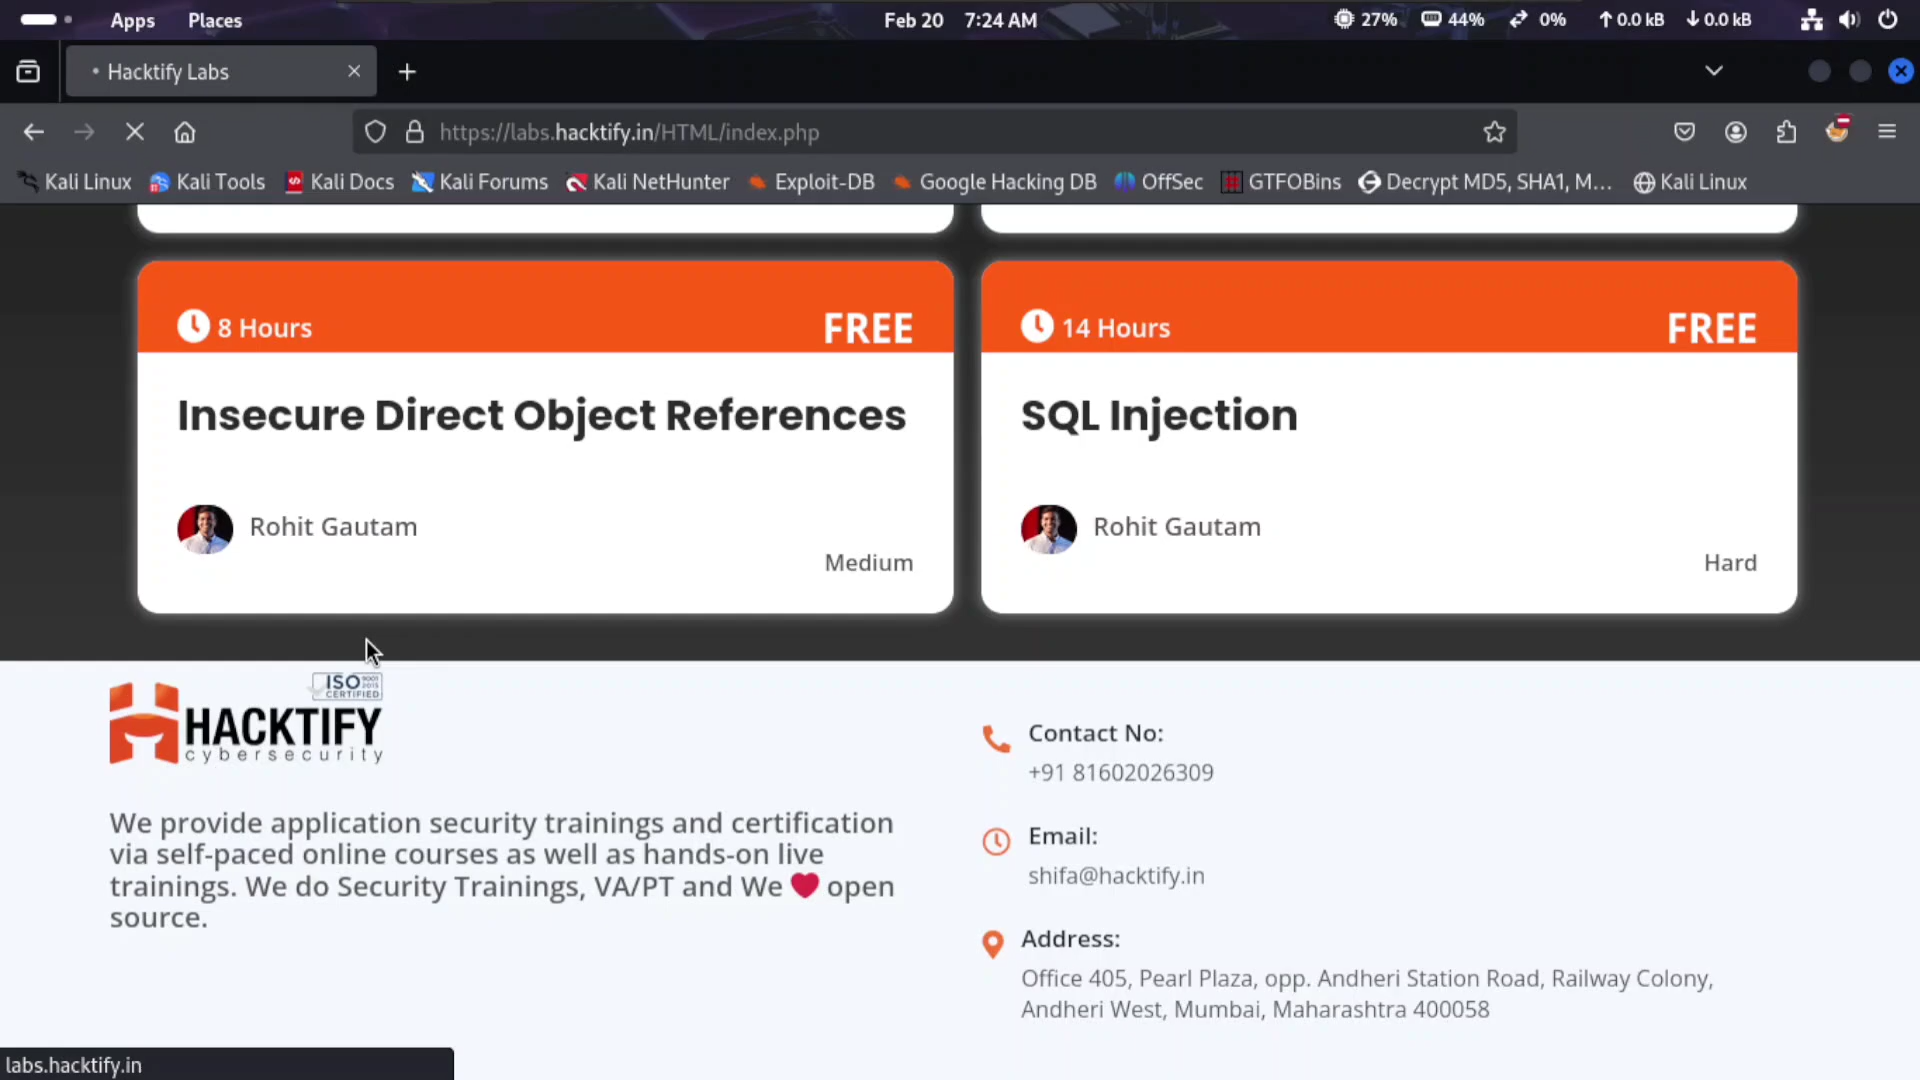 Apps Places Feb 20 7:24 AM 27% 44% 0% 0.0 kB 0.0 kB
Hacktify Labs
https://labs.hacktify.in/HTML/index.php
Kali Linux Kali Tools Kali Docs Kali Forums Kali NetHunter Exploit-DB Google Hacking DB OffSec GTFOBins Decrypt MD5, SHA1, M... Kali Linux
8 Hours FREE
Insecure Direct Object References
Rohit Gautam
Medium
14 Hours FREE
SQL Injection
Rohit Gautam
Hard
ISO 9001 2015
CERTIFIED
HACKTIFY
cybersecurity
We provide application security trainings and certification
via self-paced online courses as well as hands-on live
trainings. We do Security Trainings, VA/PT and We ❤ open
source.
Contact No:
+91 81602026309
Email:
shifa@hacktify.in
Address:
Office 405, Pearl Plaza, opp. Andheri Station Road, Railway Colony,
Andheri West, Mumbai, Maharashtra 400058
labs.hacktify.in